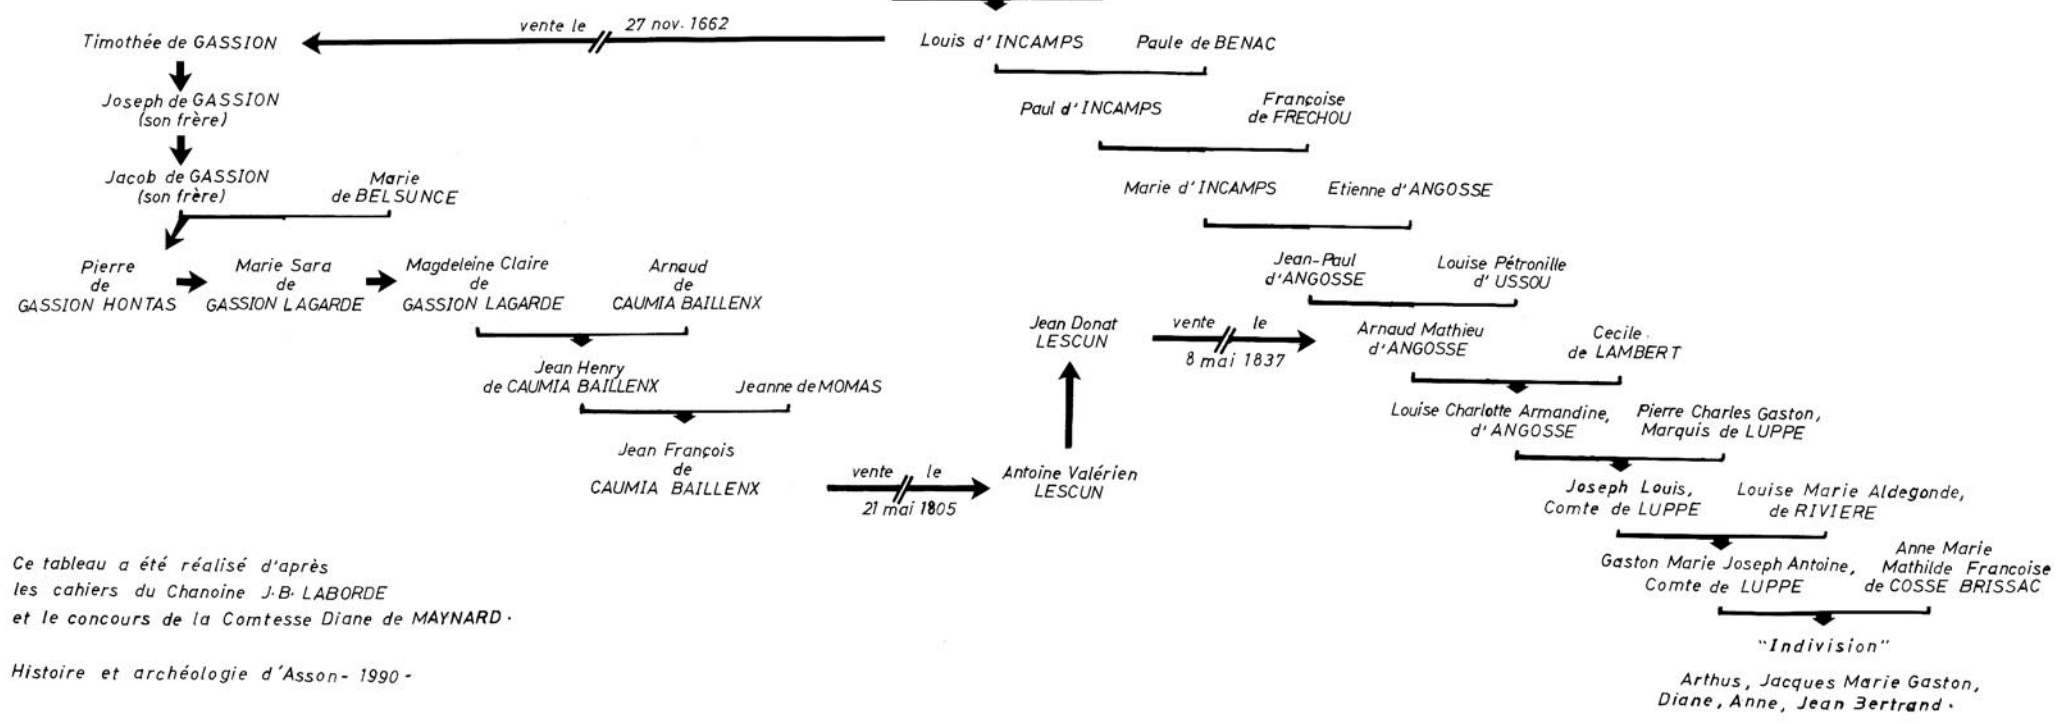 vente le 27 nov. 1662
Timothée de GASSION
Louis d'INCAMPS
Paule de BENAC
Joseph de GASSION
(son frère)
Paul d'INCAMPS
Françoise
de FRECHOU
Jacob de GASSION
(son frère)
Marie
de BELSUNCE
Marie d'INCAMPS
Etienne d'ANGOSSE
Pierre
de
GASSION HONTAS
Marie Sara
de
GASSION LAGARDE
Magdeleine Claire
de
GASSION LAGARDE
Arnaud
de
CAUMIA BAILLENX
Jean-Paul
d'ANGOSSE
Louise Pétronille
d'USSOU
Jean Donat
LESCUN
vente le
8 mai 1837
Arnaud Mathieu
d'ANGOSSE
Cecile.
de LAMBERT
Jean Henry
de CAUMIA BAILLENX
Jeanne de MOMAS
Louise Charlotte Armandine,
d'ANGOSSE
Pierre Charles Gaston,
Marquis de LUPPE
Jean François
de
CAUMIA BAILLENX
vente le
21 mai 1805
Antoine Valérien
LESCUN
Joseph Louis,
Comte de LUPPE
Louise Marie Aldegonde,
de RIVIERE
Gaston Marie Joseph Antoine,
Comte de LUPPE
Anne Marie
Mathilde Francoise
de COSSE BRISSAC
"Indivision"
Arthus, Jacques Marie Gaston,
Diane, Anne, Jean Bertrand.
Ce tableau a été réalisé d'après
les cahiers du Chanoine J.B. LABORDE
et le concours de la Comtesse Diane de MAYNARD.
Histoire et archéologie d'Asson - 1990 -